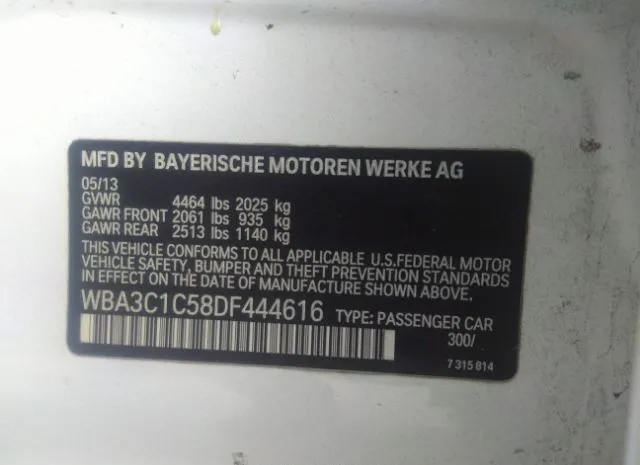 MFD BY BAYERISCHE MOTOREN WERKE AG
05/13
GVWR 4464 lbs 2025 kg
GAWR FRONT 2061 lbs 935 kg
GAWR REAR 2513 lbs 1140 kg
THIS VEHICLE CONFORMS TO ALL APPLICABLE U.S.FEDERAL MOTOR
VEHICLE SAFETY, BUMPER AND THEFT PREVENTION STANDARDS
IN EFFECT ON THE DATE OF MANUFACTURE SHOWN ABOVE.
WBA3C1C58DF444616 TYPE: PASSENGER CAR
300/
7 315 814